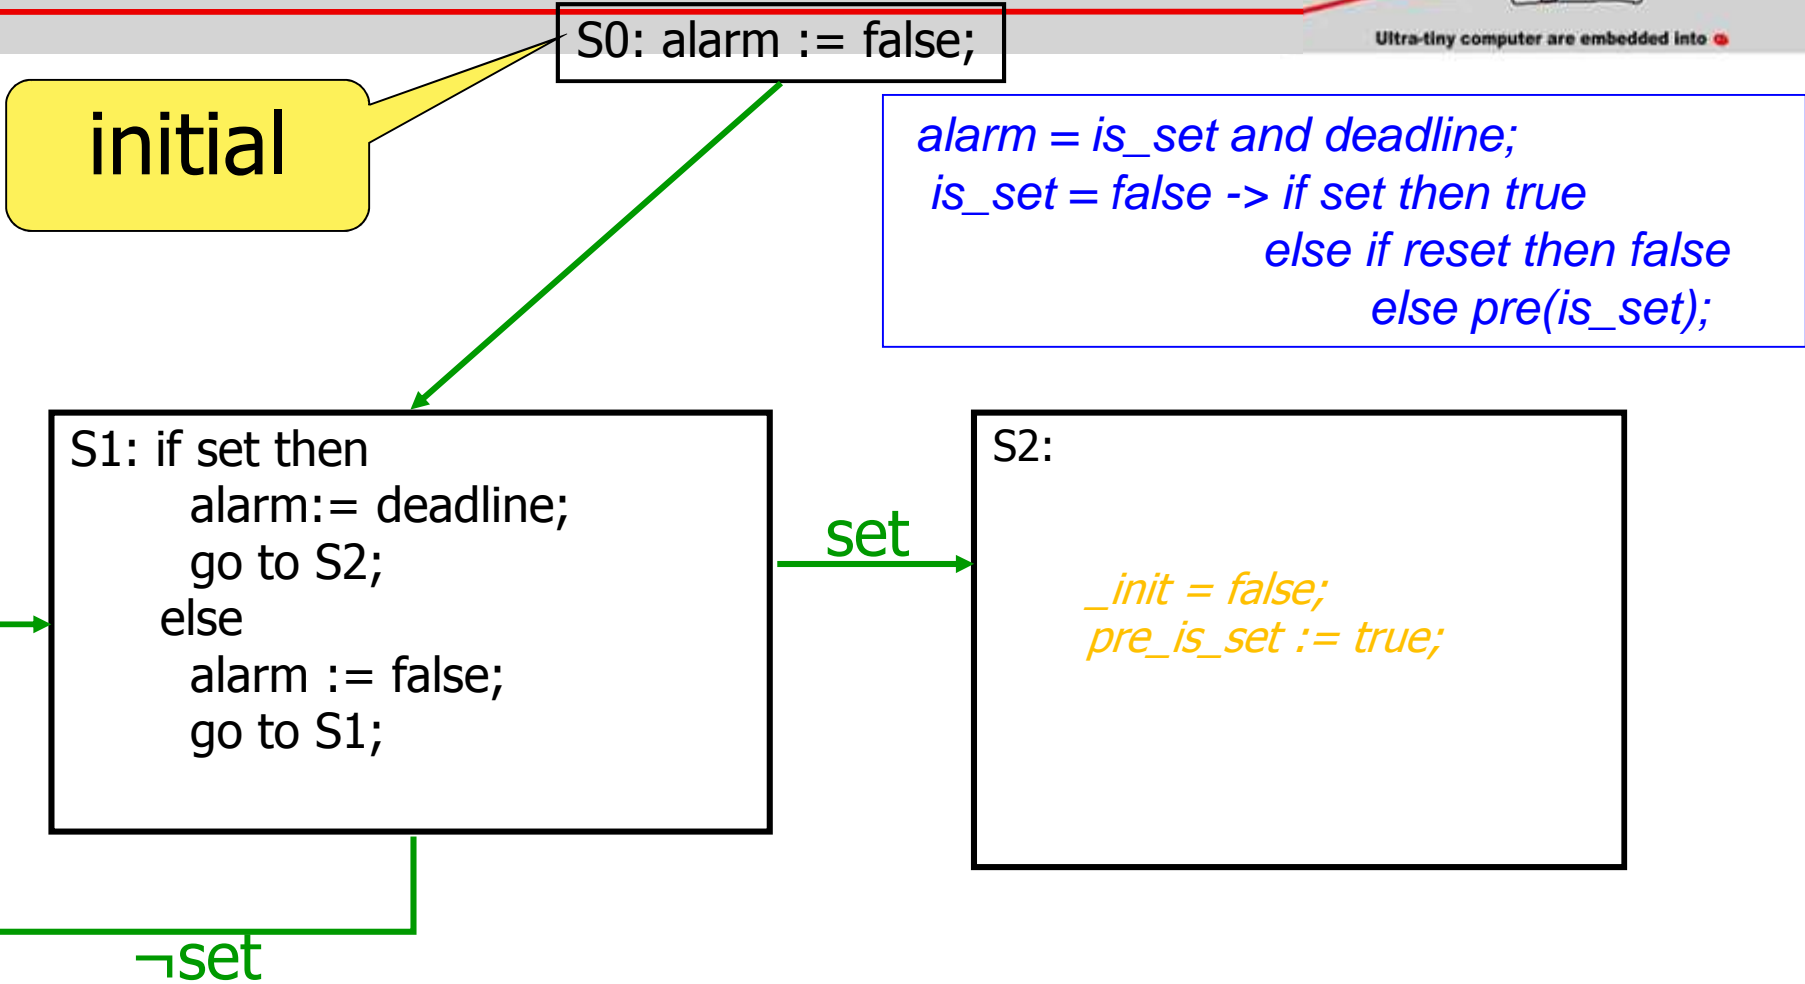 S0: alarm := false;
Ultra-tiny computer are embedded into
initial
alarm = is_set and deadline;
is_set = false -> if set then true
else if reset then false
else pre(is_set);
S1: if set then
alarm:= deadline;
go to S2;
else
alarm := false;
go to S1;
set
S2:
_init = false;
pre_is_set := true;
¬set